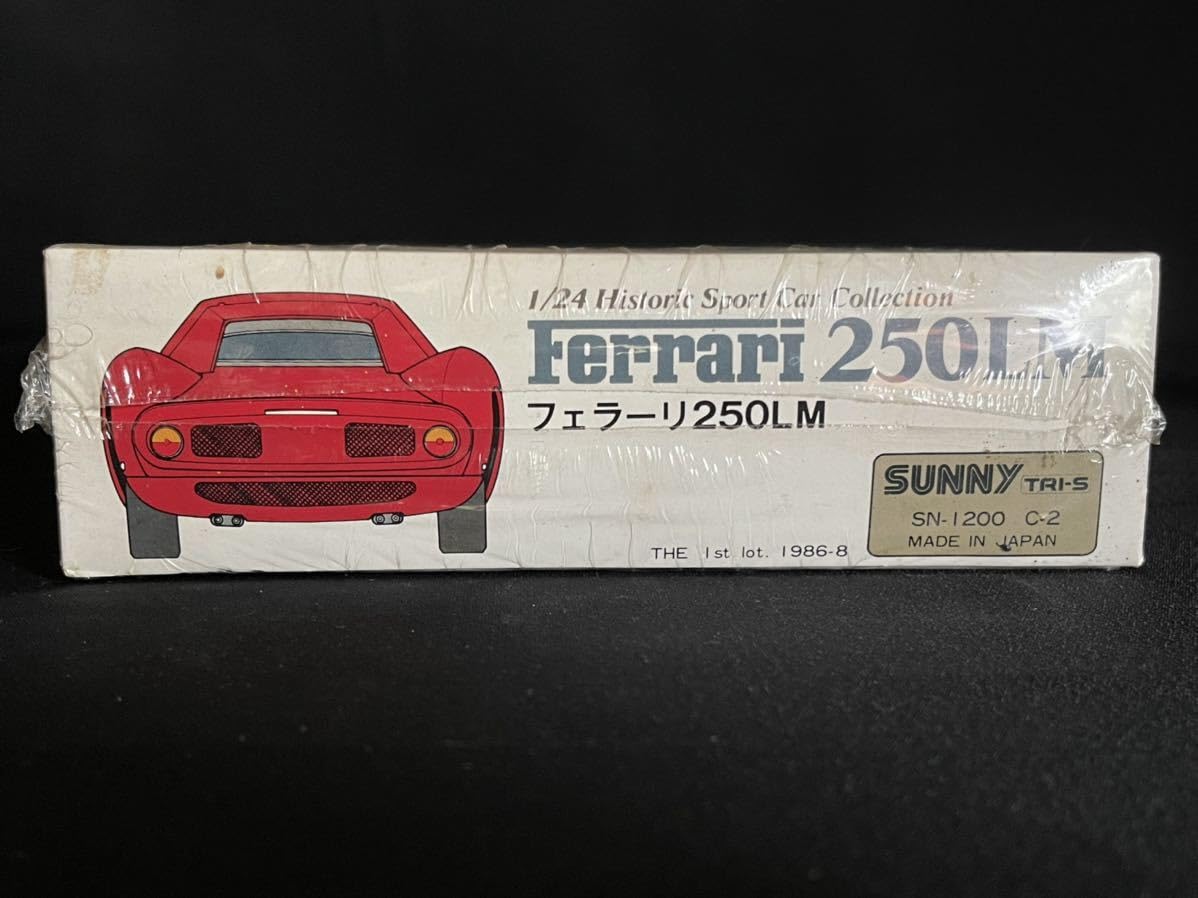 1/24 Historic Sport Car Collection
Ferrari 250LM
フェラーリ250LM
SUNNY TRI-S
SN-1200 C-2
MADE IN JAPAN
THE 1st lot. 1986-8